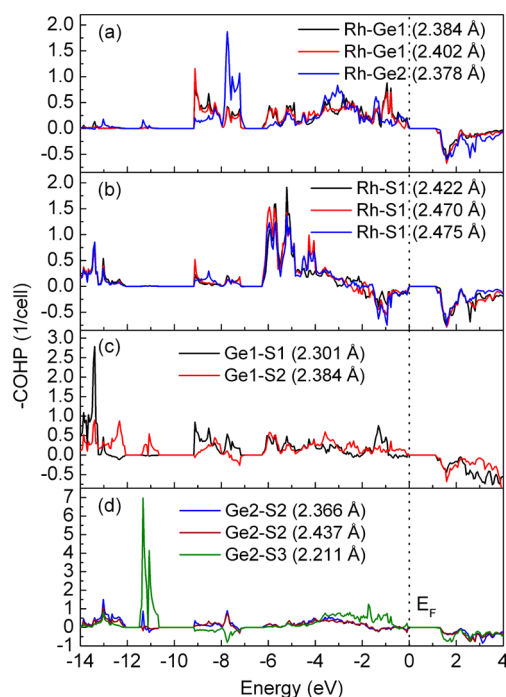 (a)
Rh-Ge1 (2.384 Å)
Rh-Ge1 (2.402 Å)
Rh-Ge2 (2.378 Å)
2.0
1.5
1.0
0.5
0.0
-0.5
(b)
Rh-S1 (2.422 Å)
Rh-S1 (2.470 Å)
Rh-S1 (2.475 Å)
2.0
1.5
1.0
0.5
0.0
-0.5
-COHP (1/cell)
(c)
Ge1-S1 (2.301 Å)
Ge1-S2 (2.384 Å)
3.0
2.5
2.0
1.5
1.0
0.5
0.0
-0.5
(d)
Ge2-S2 (2.366 Å)
Ge2-S2 (2.437 Å)
Ge2-S3 (2.211 Å)
7
6
5
4
3
2
1
0
-1
EF
-14 -12 -10 -8 -6 -4 -2 0 2 4
Energy (eV)